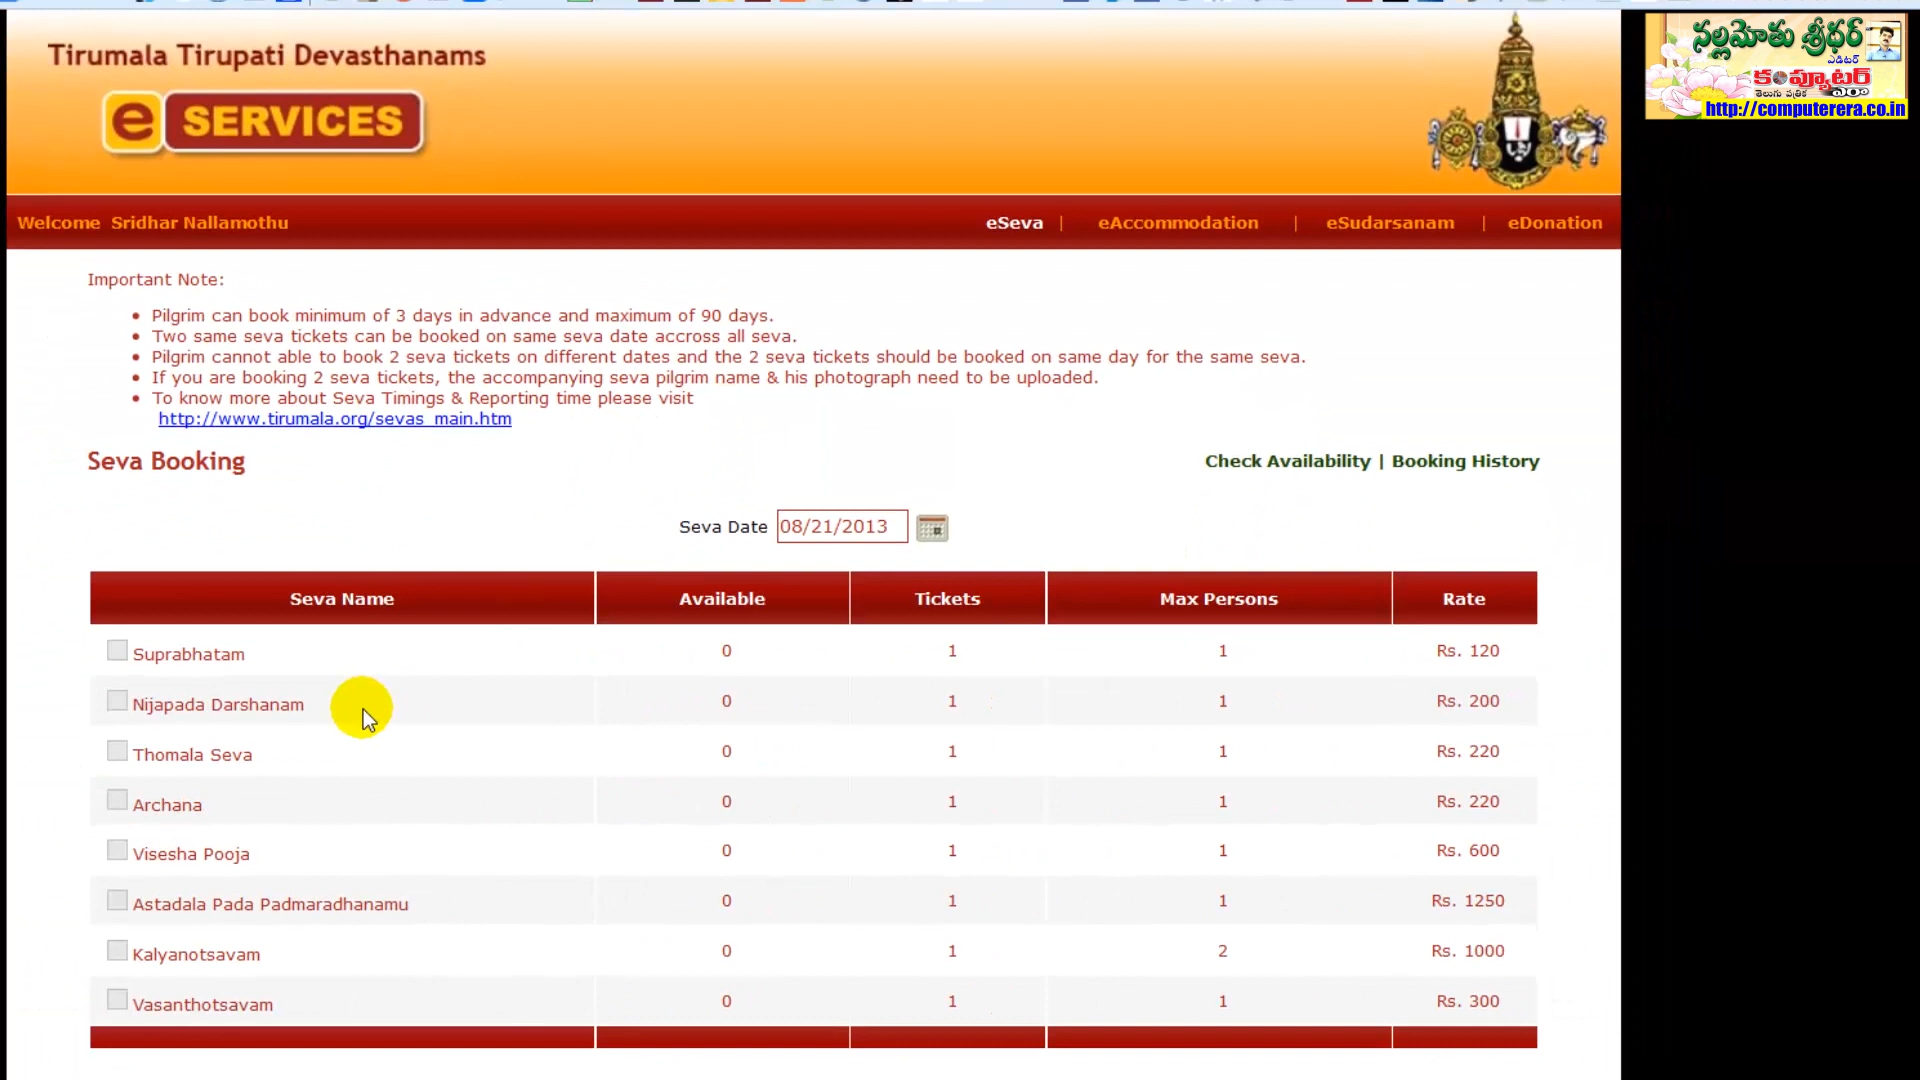 Tirumala Tirupati Devasthanams
e SERVICES
నల్లమోతు శ్రీధర్
ఎడిటర్
కంప్యూటర్ ఎరా
తెలుగు పత్రిక
http://computerera.co.in
Welcome Sridhar Nallamothu
eSeva | eAccommodation | eSudarsanam | eDonation
Important Note:
• Pilgrim can book minimum of 3 days in advance and maximum of 90 days.
• Two same seva tickets can be booked on same seva date accross all seva.
• Pilgrim cannot able to book 2 seva tickets on different dates and the 2 seva tickets should be booked on same day for the same seva.
• If you are booking 2 seva tickets, the accompanying seva pilgrim name & his photograph need to be uploaded.
• To know more about Seva Timings & Reporting time please visit
http://www.tirumala.org/sevas_main.htm
Seva Booking
Check Availability | Booking History
Seva Date 08/21/2013
Seva Name Available Tickets Max Persons Rate
Suprabhatam 0 1 1 Rs. 120
Nijapada Darshanam 0 1 1 Rs. 200
Thomala Seva 0 1 1 Rs. 220
Archana 0 1 1 Rs. 220
Visesha Pooja 0 1 1 Rs. 600
Astadala Pada Padmaradhanamu 0 1 1 Rs. 1250
Kalyanotsavam 0 1 2 Rs. 1000
Vasanthotsavam 0 1 1 Rs. 300